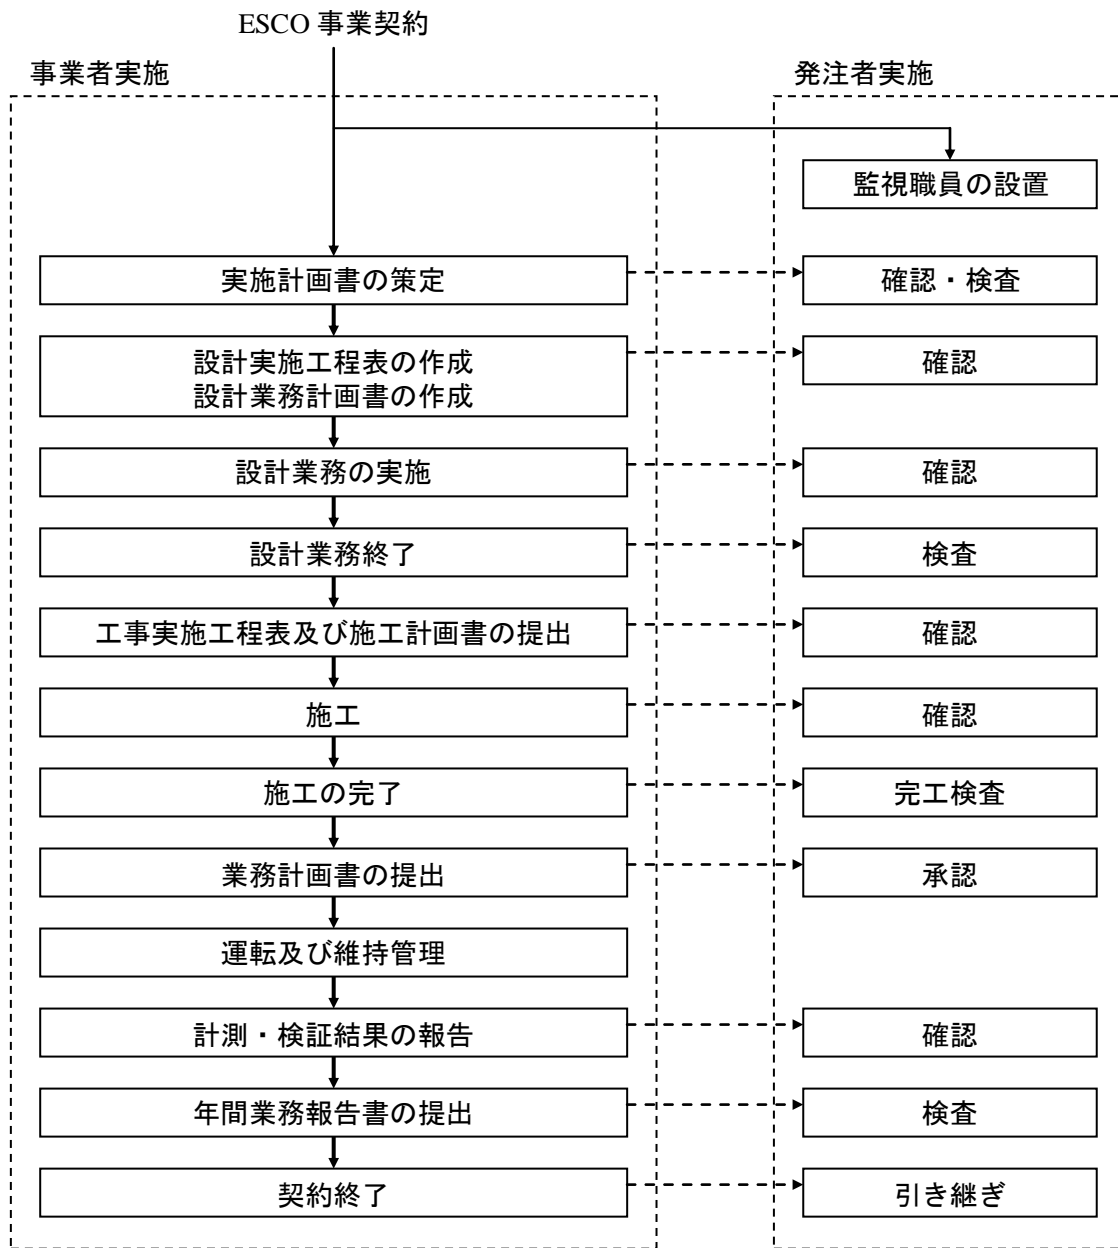 ESCO 事業契約
事業者実施
発注者実施
監視職員の設置
実施計画書の策定
確認・検査
設計実施工程表の作成
設計業務計画書の作成
確認
設計業務の実施
確認
設計業務終了
検査
工事実施工程表及び施工計画書の提出
確認
施工
確認
施工の完了
完工検査
業務計画書の提出
承認
運転及び維持管理
計測・検証結果の報告
確認
年間業務報告書の提出
検査
契約終了
引き継ぎ